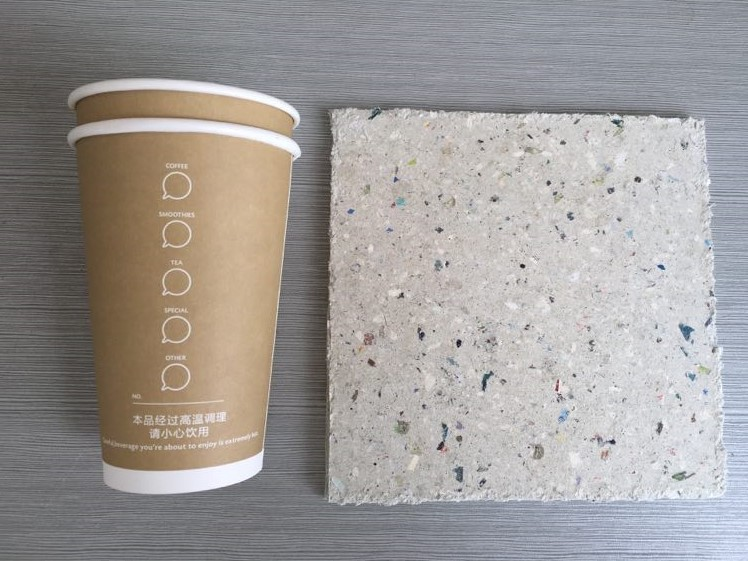 COFFEE
SMOOTHIES
TEA
SPECIAL
OTHER
NO.
本品经过高温调理
请小心饮用
beverage you're about to enjoy is extremely hot